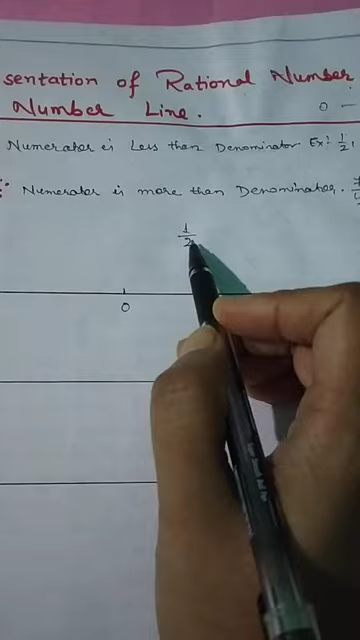 sentation of Rational Number
Number Line.
0 —
Numerator is Less than Denominator Ex: 1/2,
Numerator is more than Denominator.
1/2
0